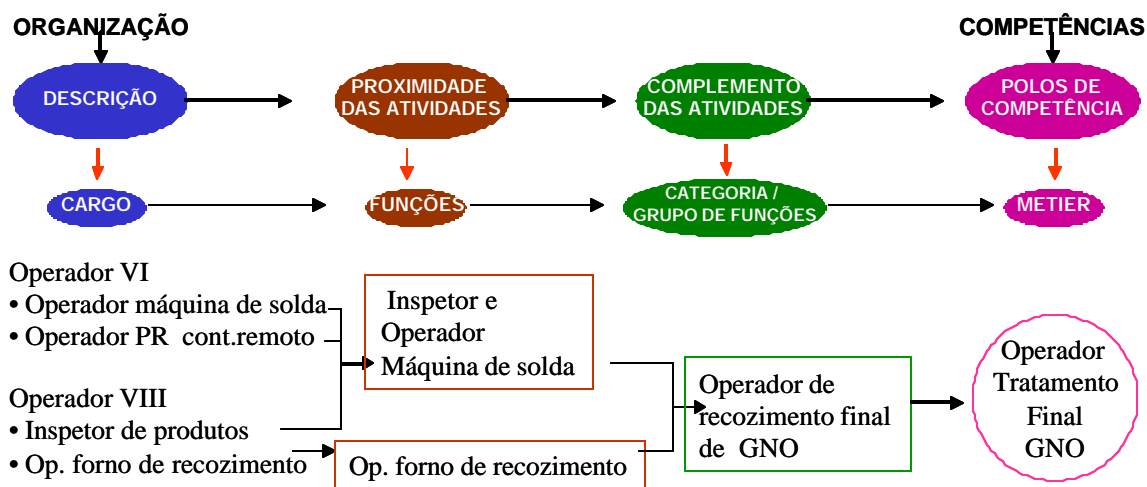 ORGANIZAÇÃO
COMPETÊNCIAS
DESCRIÇÃO
PROXIMIDADE
DAS ATIVIDADES
COMPLEMENTO
DAS ATIVIDADES
POLOS DE
COMPETÊNCIA
CARGO
FUNÇÕES
CATEGORIA /
GRUPO DE FUNÇÕES
METIER
Operador VI
• Operador máquina de solda
• Operador PR cont.remoto
Operador VIII
• Inspetor de produtos
• Op. forno de recozimento
Inspetor e
Operador
Máquina de solda
Op. forno de recozimento
Operador de
recozimento final
de GNO
Operador
Tratamento
Final
GNO